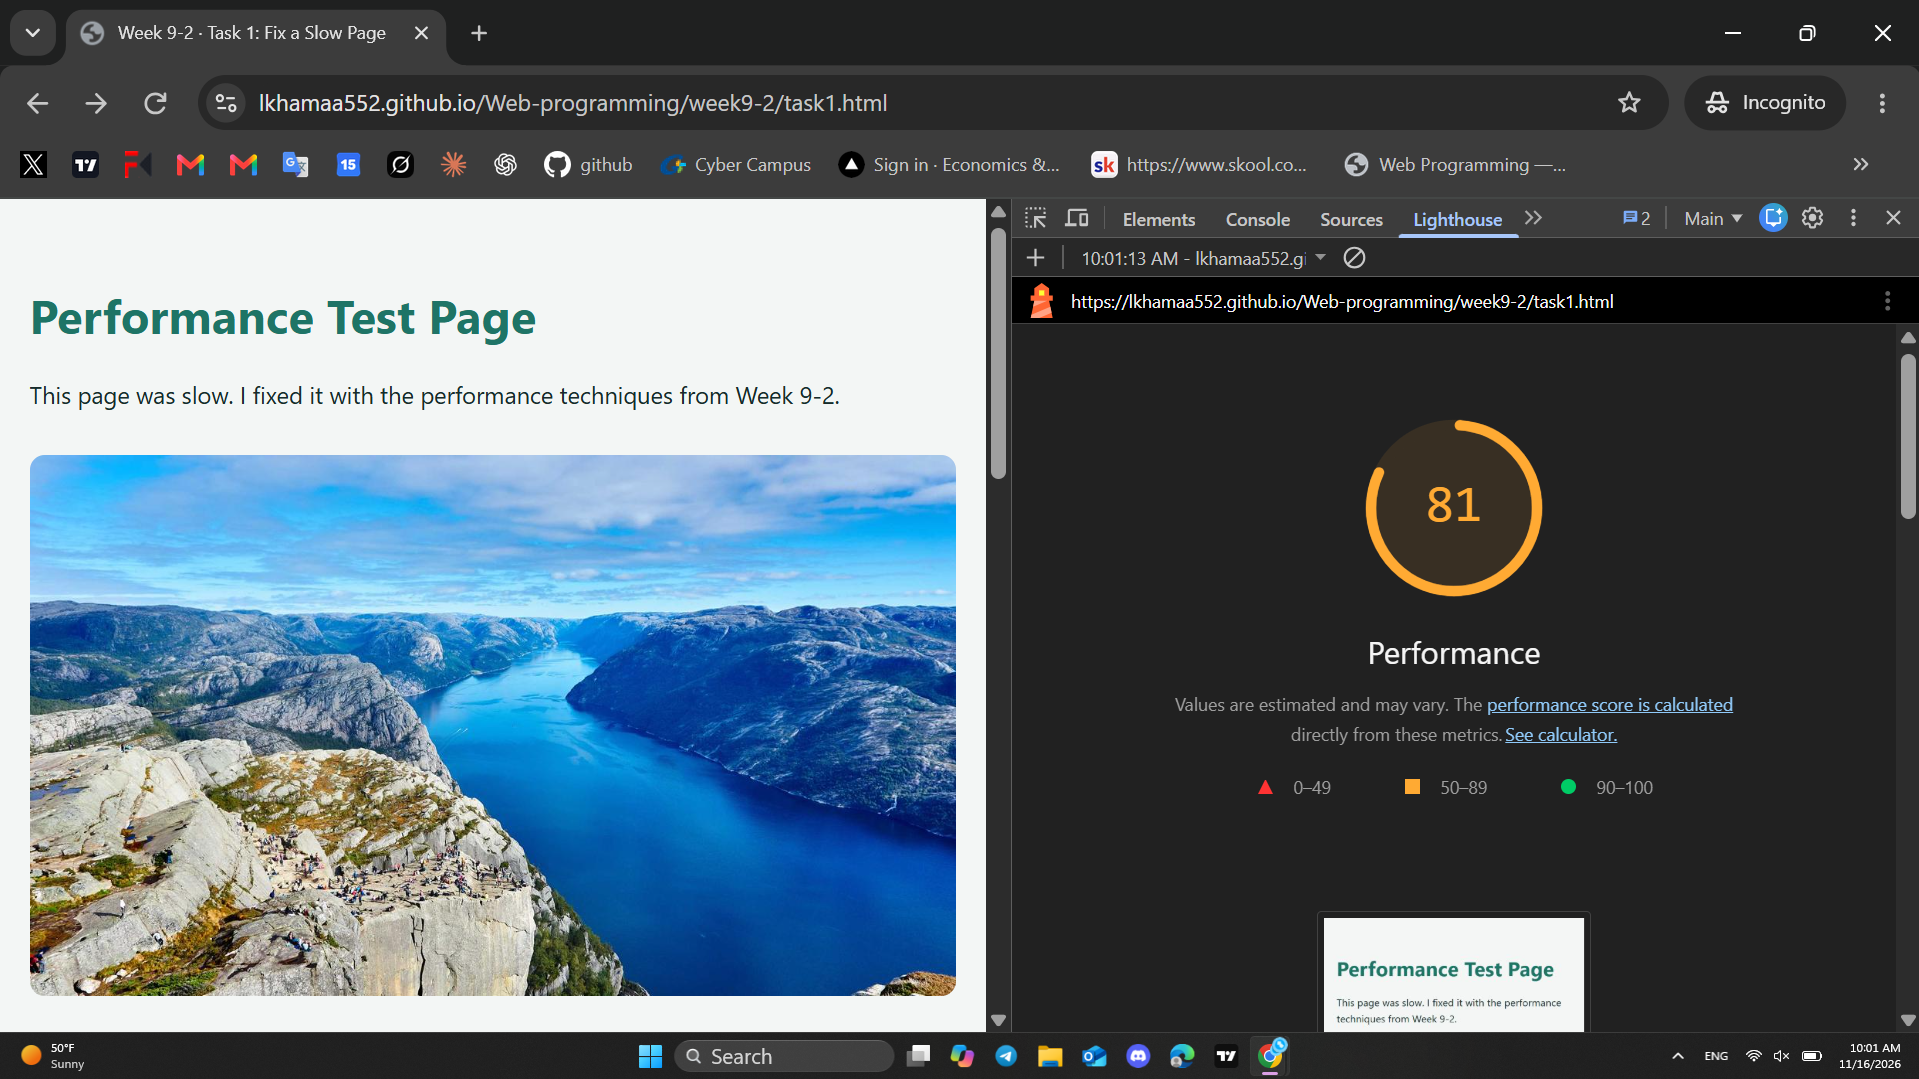 Week 9-2 · Task 1: Fix a Slow Page
lkhamaa552.github.io/Web-programming/week9-2/task1.html
Incognito
15
github
Cyber Campus
Sign in · Economics &...
sk
https://www.skool.co...
Web Programming —...
Elements
Console
Sources
Lighthouse
2
Main
10:01:13 AM - lkhamaa552.gi
https://lkhamaa552.github.io/Web-programming/week9-2/task1.html
Performance Test Page
This page was slow. I fixed it with the performance techniques from Week 9-2.
81
Performance
Values are estimated and may vary. The performance score is calculated
directly from these metrics. See calculator.
0–49
50–89
90–100
Performance Test Page
This page was slow. I fixed it with the performance
techniques from Week 9-2.
50°F
Sunny
Search
ENG
10:01 AM
11/16/2026